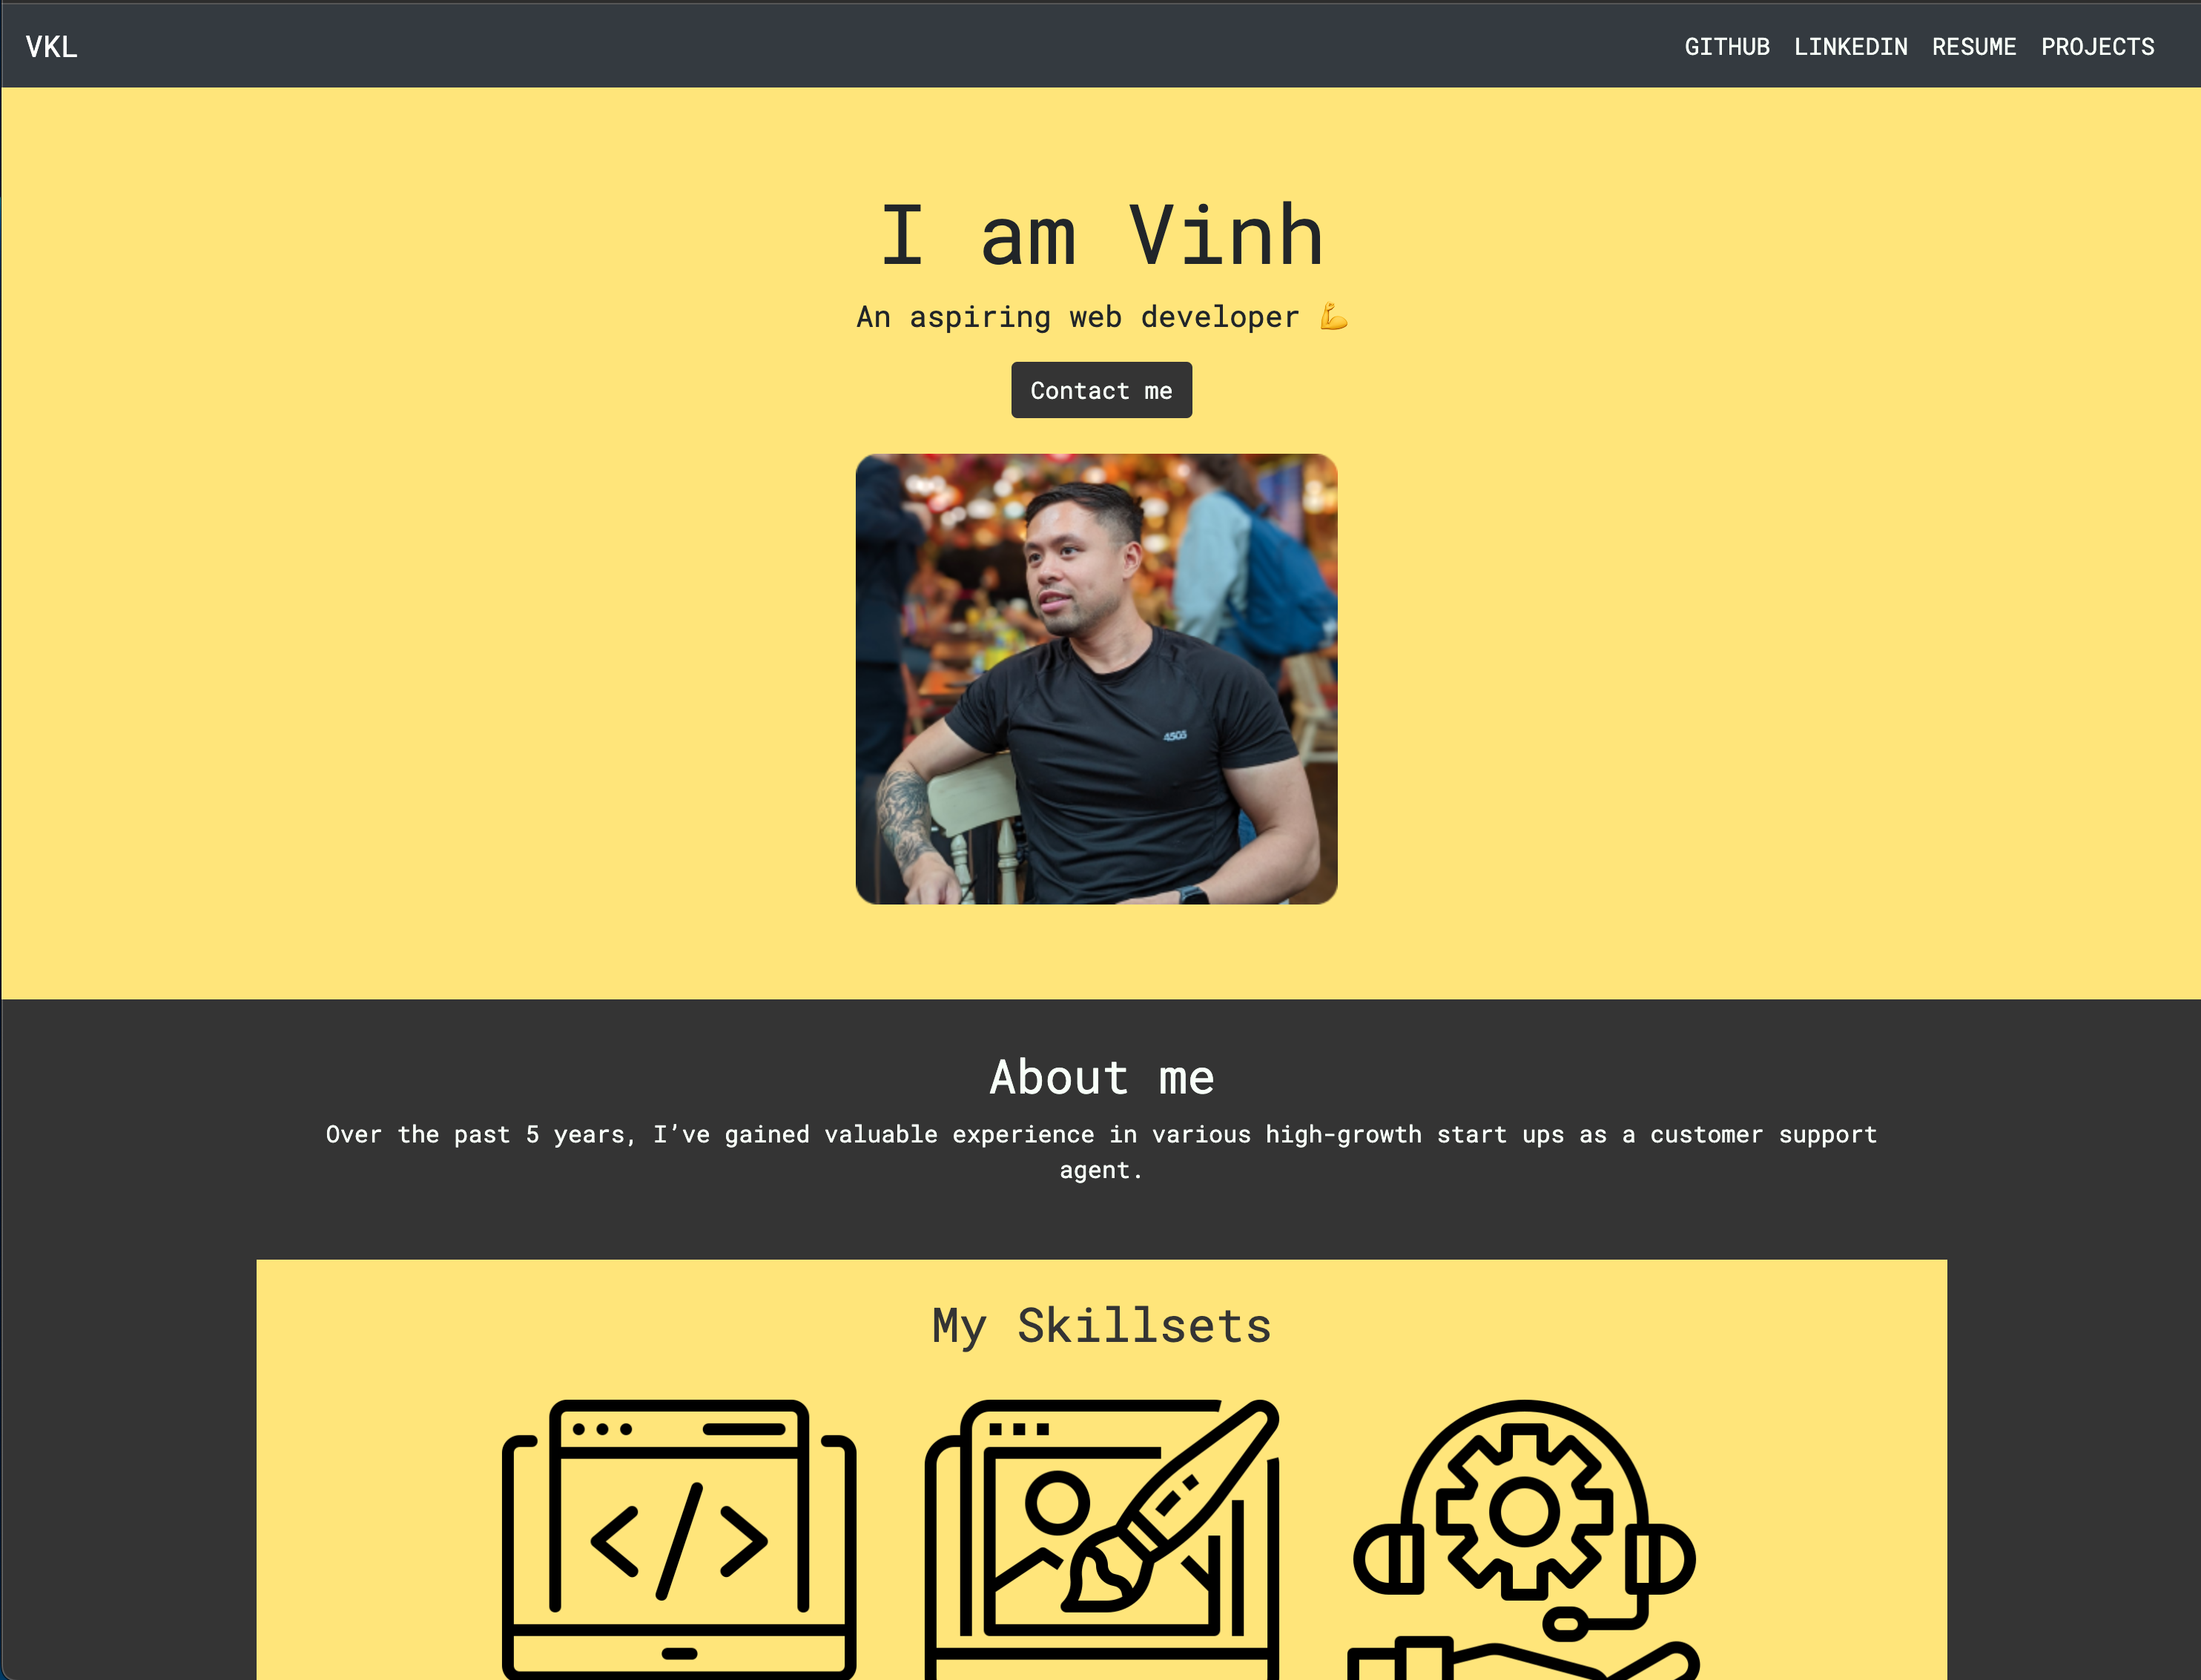 VKL
GITHUB LINKEDIN RESUME PROJECTS
I am Vinh
An aspiring web developer 💪
Contact me
About me
Over the past 5 years, I’ve gained valuable experience in various high-growth start ups as a customer support
agent.
My Skillsets